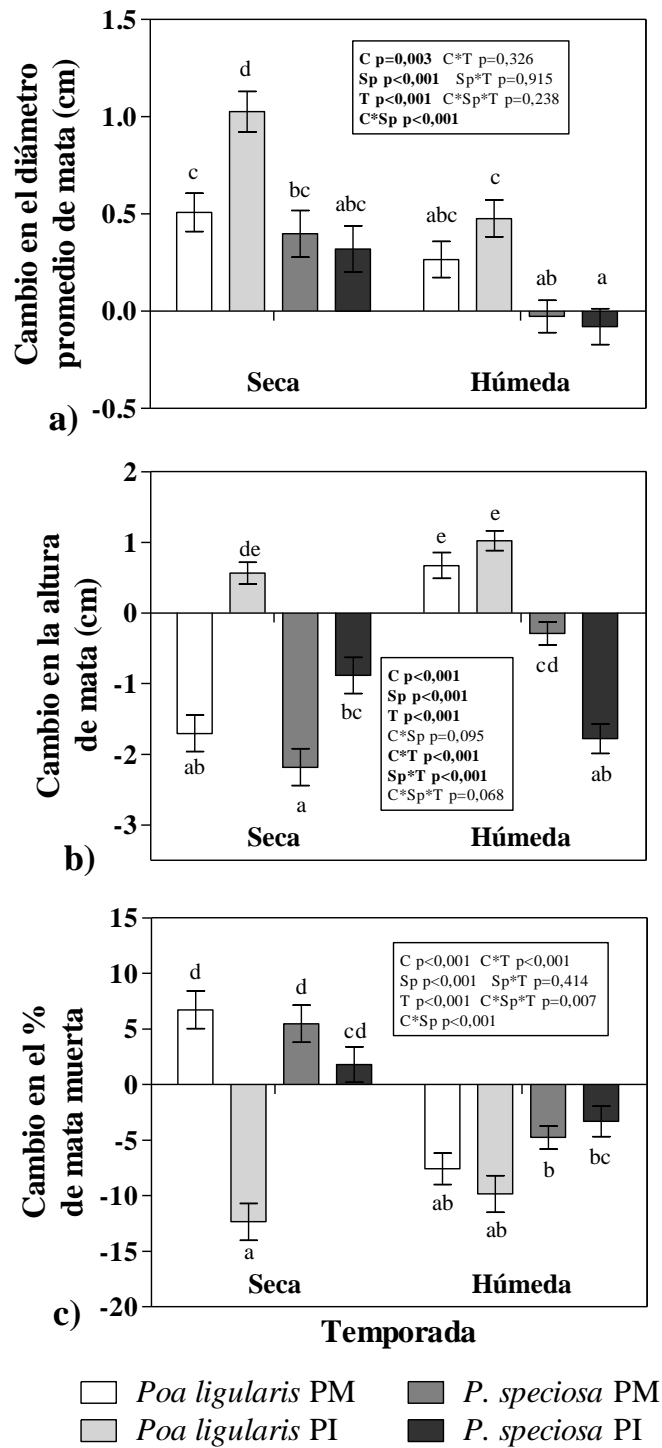 1.5
1.0
0.5
0.0
-0.5
Cambio en el diámetro
promedio de mata (cm)
C p=0,003 C*T p=0,326
Sp p<0,001 Sp*T p=0,915
T p<0,001 C*Sp*T p=0,238
C*Sp p<0,001
c
d
bc
abc
abc
c
ab
a
Seca
Húmeda
a)
2
1
0
-1
-2
-3
Cambio en la altura
de mata (cm)
ab
de
a
bc
e
e
cd
ab
C p<0,001
Sp p<0,001
T p<0,001
C*Sp p=0,095
C*T p<0,001
Sp*T p<0,001
C*Sp*T p=0,068
Seca
Húmeda
b)
15
10
5
0
-5
-10
-15
-20
Cambio en el %
de mata muerta
C p<0,001 C*T p<0,001
Sp p<0,001 Sp*T p=0,414
T p<0,001 C*Sp*T p=0,007
C*Sp p<0,001
d
a
d
cd
ab
ab
b
bc
Seca
Húmeda
c)
Temporada
Poa ligularis PM
P. speciosa PM
Poa ligularis PI
P. speciosa PI